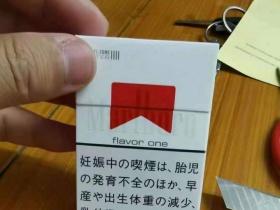 Marlboro
flavor one
妊娠中の喫煙は、胎児
の発育不全のほか、早
産や出生体重の減少、